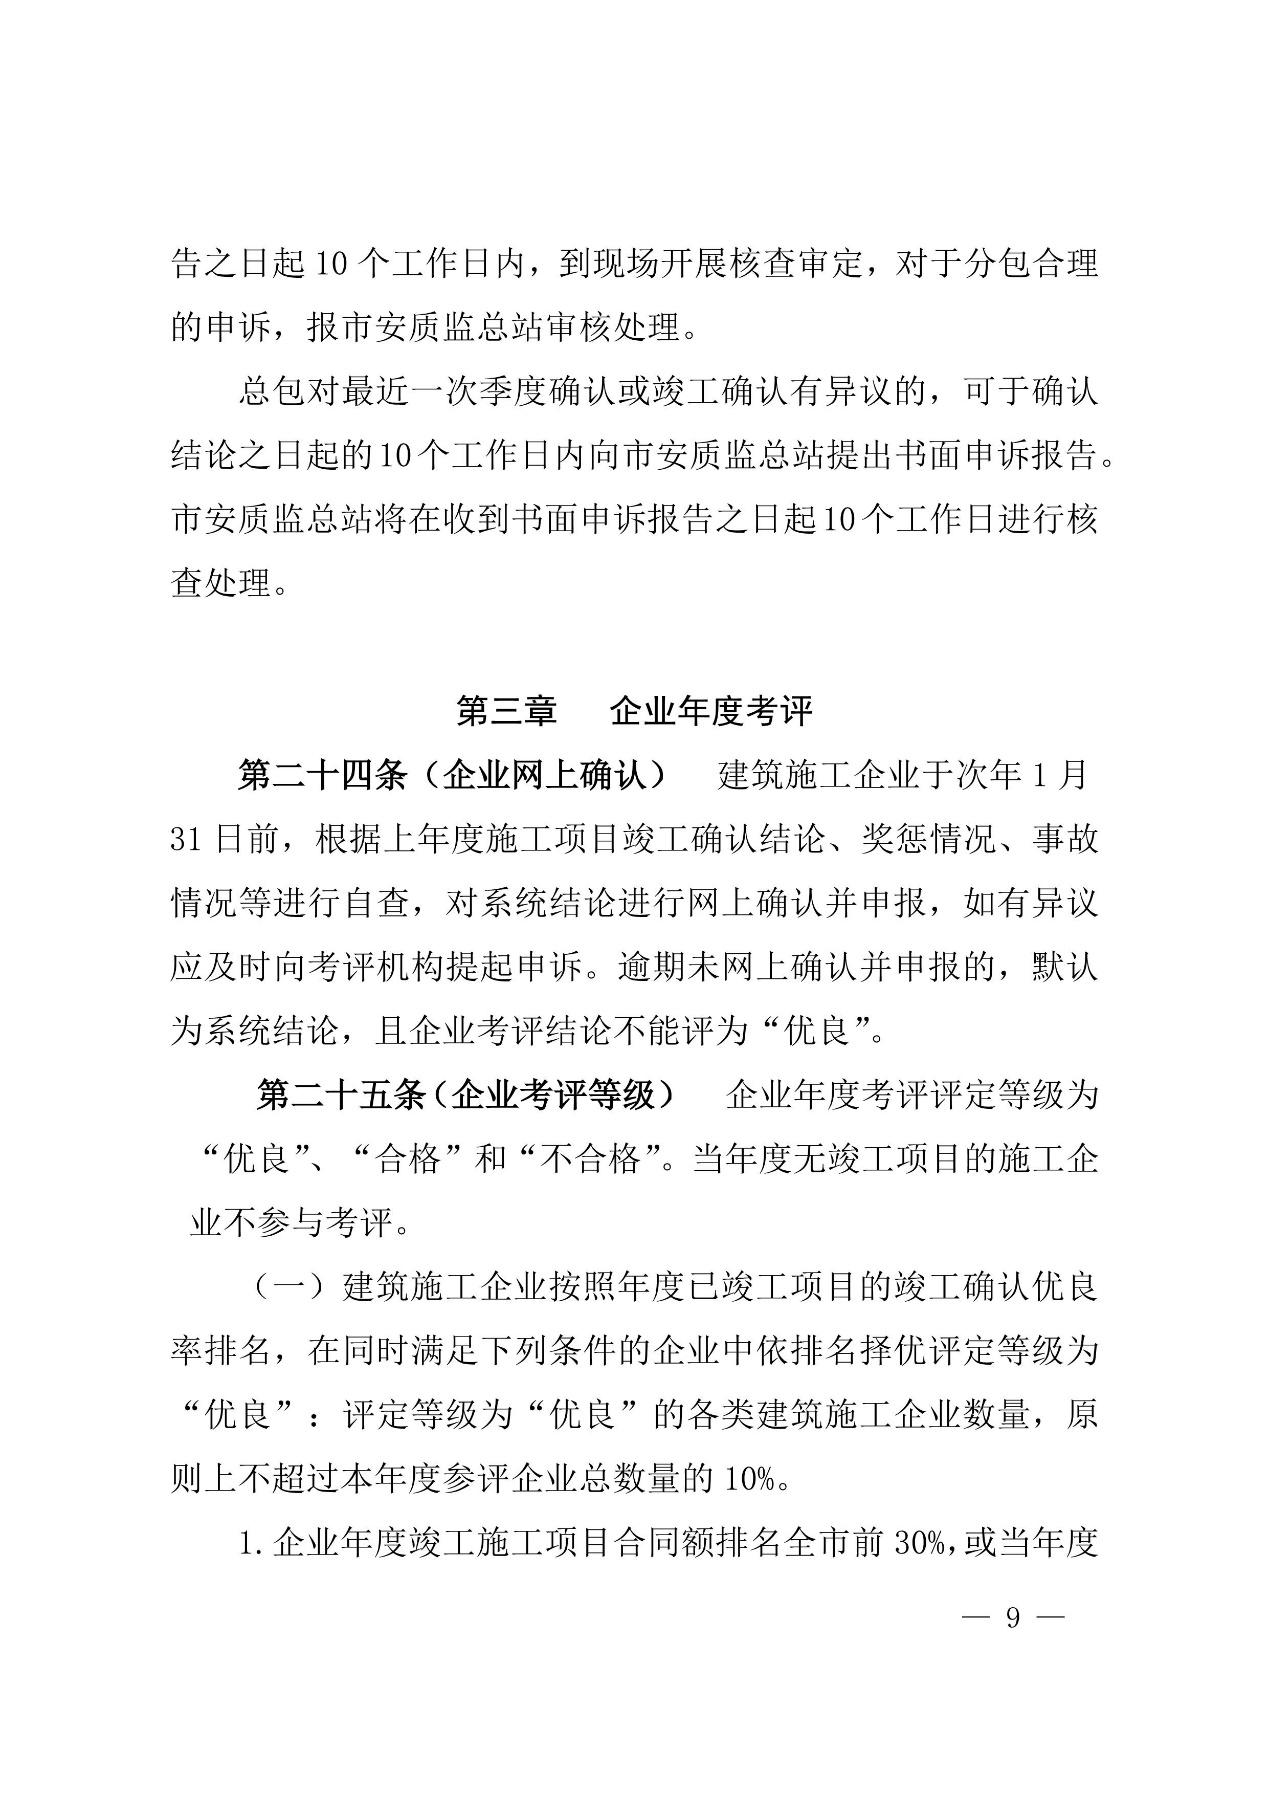 告之日起 10 个工作日内，到现场开展核查审定，对于分包合理
的申诉，报市安质监总站审核处理。
总包对最近一次季度确认或竣工确认有异议的，可于确认
结论之日起的10个工作日内向市安质监总站提出书面申诉报告。
市安质监总站将在收到书面申诉报告之日起10个工作日进行核
查处理。
第三章　企业年度考评
第二十四条（企业网上确认）　建筑施工企业于次年 1 月
31 日前，根据上年度施工项目竣工确认结论、奖惩情况、事故
情况等进行自查，对系统结论进行网上确认并申报，如有异议
应及时向考评机构提起申诉。逾期未网上确认并申报的，默认
为系统结论，且企业考评结论不能评为“优良”。
第二十五条（企业考评等级）　企业年度考评评定等级为
“优良”、“合格”和“不合格”。当年度无竣工项目的施工企
业不参与考评。
（一）建筑施工企业按照年度已竣工项目的竣工确认优良
率排名，在同时满足下列条件的企业中依排名择优评定等级为
“优良”：评定等级为“优良”的各类建筑施工企业数量，原
则上不超过本年度参评企业总数量的 10%。
1.企业年度竣工施工项目合同额排名全市前 30%，或当年度
— 9 —